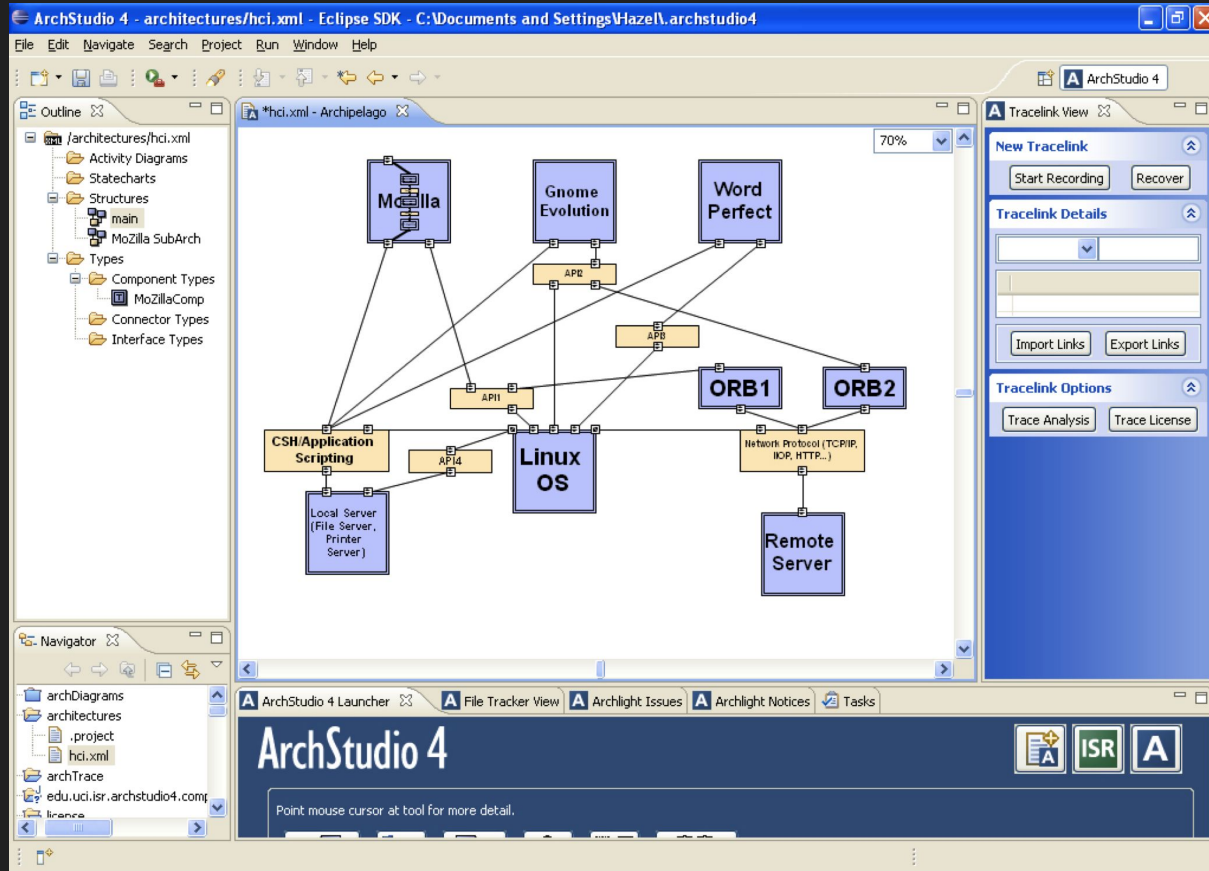 ArchStudio 4 - architectures/hci.xml - Eclipse SDK - C:\Documents and Settings\Hazel\.archstudio4
File Edit Navigate Search Project Run Window Help
ArchStudio 4
Outline
/architectures/hci.xml
Activity Diagrams
Statecharts
Structures
main
MoZilla SubArch
Types
Component Types
MoZillaComp
Connector Types
Interface Types
*hci.xml - Archipelago
70%
Gnome
Evolution
Word
Perfect
API2
API3
ORB1
ORB2
API1
CSH/Application
Scripting
API4
Linux
OS
Network Protocol (TCP/IP,
IIOP, HTTP...)
Local Server
(File Server,
Printer
Server)
Remote
Server
Tracelink View
New Tracelink
Start Recording
Recover
Tracelink Details
Import Links
Export Links
Tracelink Options
Trace Analysis
Trace License
Navigator
archDiagrams
architectures
.project
hci.xml
archTrace
edu.uci.isr.archstudio4.comp
license
ArchStudio 4 Launcher
File Tracker View
Archlight Issues
Archlight Notices
Tasks
ArchStudio 4
ISR
A
Point mouse cursor at tool for more detail.